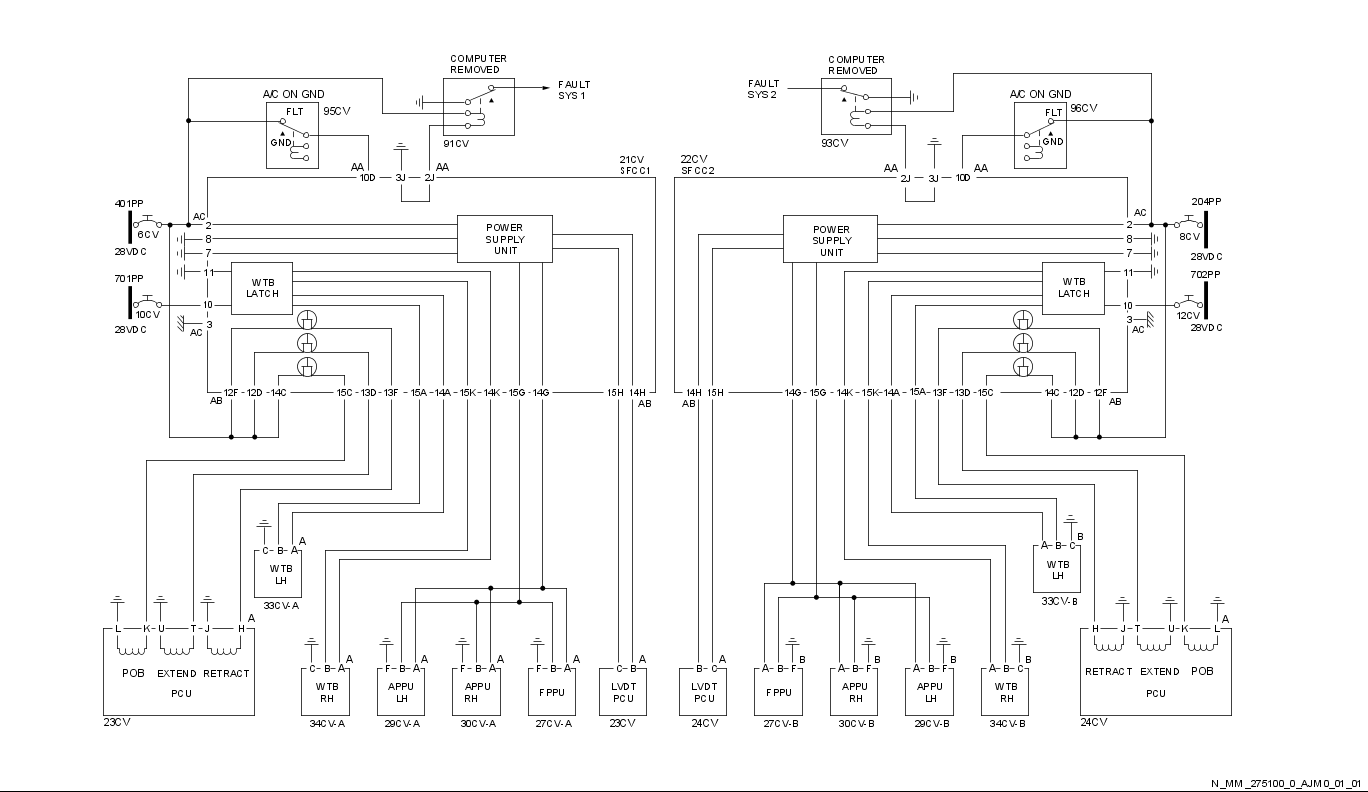 COMPUTER
REMOVED
FAULT
SYS 1
A/C ON GND
FLT
GND
95CV
91CV
AA
10D
3J
2J
AA
21CV
SFCC1
FAULT
SYS 2
COMPUTER
REMOVED
A/C ON GND
FLT
GND
96CV
93CV
22CV
SFCC2
AA
2J
3J
10D
AA
401PP
6CV
28VDC
701PP
10CV
28VDC
AC
2
8
7
11
10
3
AC
POWER
SUPPLY
UNIT
WTB
LATCH
POWER
SUPPLY
UNIT
WTB
LATCH
AC
2
8
7
11
10
3
AC
204PP
8CV
28VDC
702PP
12CV
28VDC
AB
12F
12D
14C
15C
13D
13F
15A
14A
15K
14K
15G
14G
15H
14H
AB
AB
14H
15H
14G
15G
14K
15K
14A
15A
13F
13D
15C
14C
12D
12F
AB
C
B
A
A
WTB
LH
33CV-A
A
B
C
B
WTB
LH
33CV-B
L
K
U
T
J
H
A
POB
EXTEND
RETRACT
PCU
23CV
C
B
A
A
WTB
RH
34CV-A
F
B
A
A
APPU
LH
29CV-A
F
B
A
A
APPU
RH
30CV-A
F
B
A
A
FPPU
27CV-A
C
B
A
LVDT
PCU
23CV
B
C
B
LVDT
PCU
24CV
A
B
F
B
FPPU
27CV-B
A
B
F
B
APPU
RH
30CV-B
A
B
F
B
APPU
LH
29CV-B
A
B
C
B
WTB
RH
34CV-B
H
J
T
U
K
L
A
RETRACT
EXTEND
POB
PCU
24CV
N_MM_275100_0_AJM0_01_01